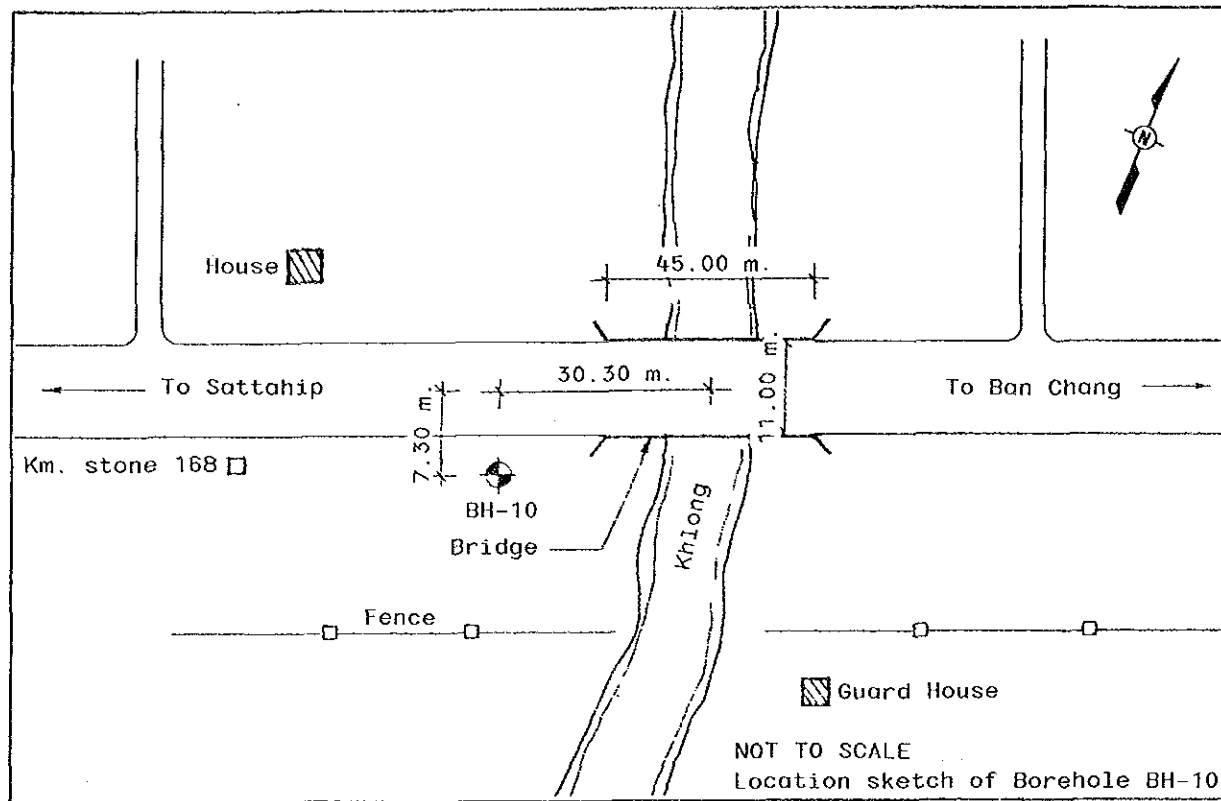 N
House
45.00 m.
To Sattahip
7.30 m.
30.30 m.
11.00 m.
To Ban Chang
Km. stone 168
BH-10
Bridge
Khlong
Fence
Guard House
NOT TO SCALE
Location sketch of Borehole BH-10